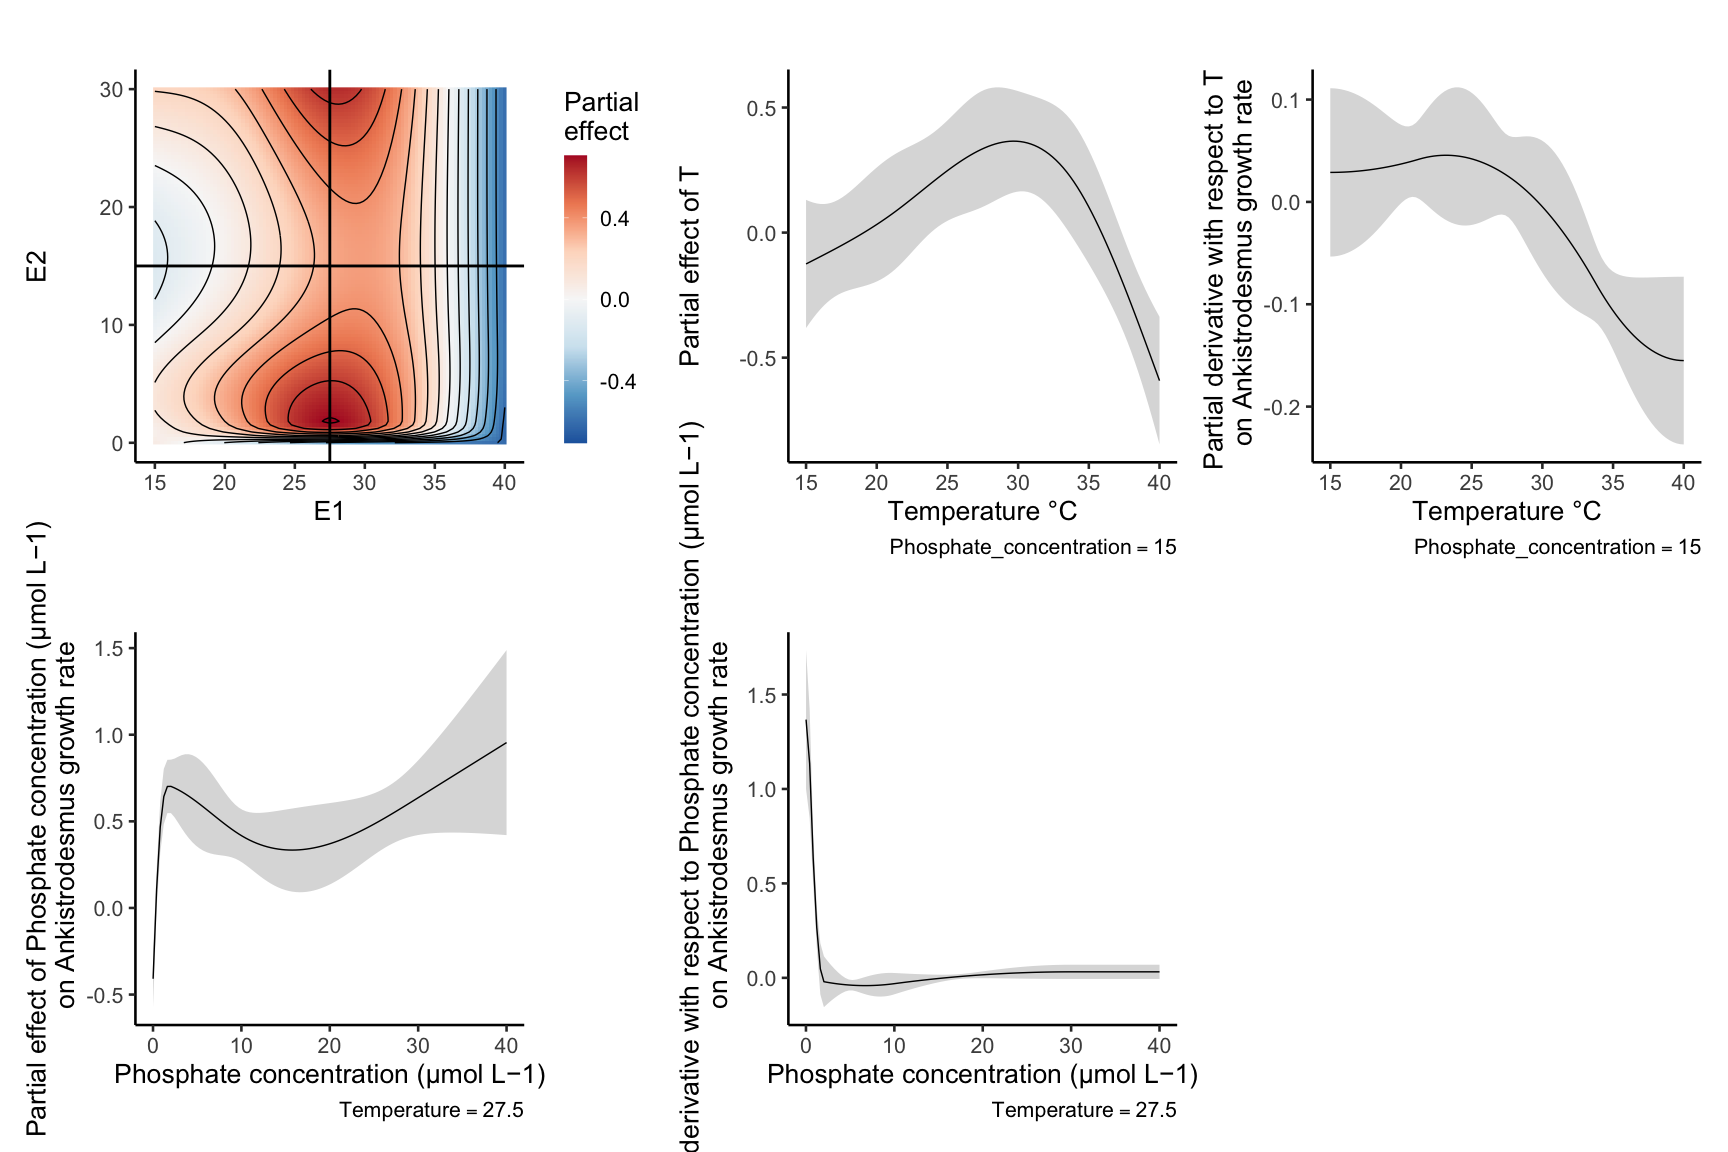 30
20
10
0
E2
15
20
25
30
35
40
E1
Partial
effect
0.4
0.0
-0.4
Partial effect of T
0.5
0.0
-0.5
15
20
25
30
35
40
Temperature °C
Phosphate_concentration = 15
Partial derivative with respect to T
on Ankistrodesmus growth rate
0.1
0.0
-0.1
-0.2
15
20
25
30
35
40
Temperature °C
Phosphate_concentration = 15
Partial effect of Phosphate concentration (μmol L−1)
on Ankistrodesmus growth rate
1.5
1.0
0.5
0.0
-0.5
0
10
20
30
40
Phosphate concentration (μmol L−1)
Temperature = 27.5
derivative with respect to Phosphate concentration (μmol L−1)
on Ankistrodesmus growth rate
1.5
1.0
0.5
0.0
0
10
20
30
40
Phosphate concentration (μmol L−1)
Temperature = 27.5